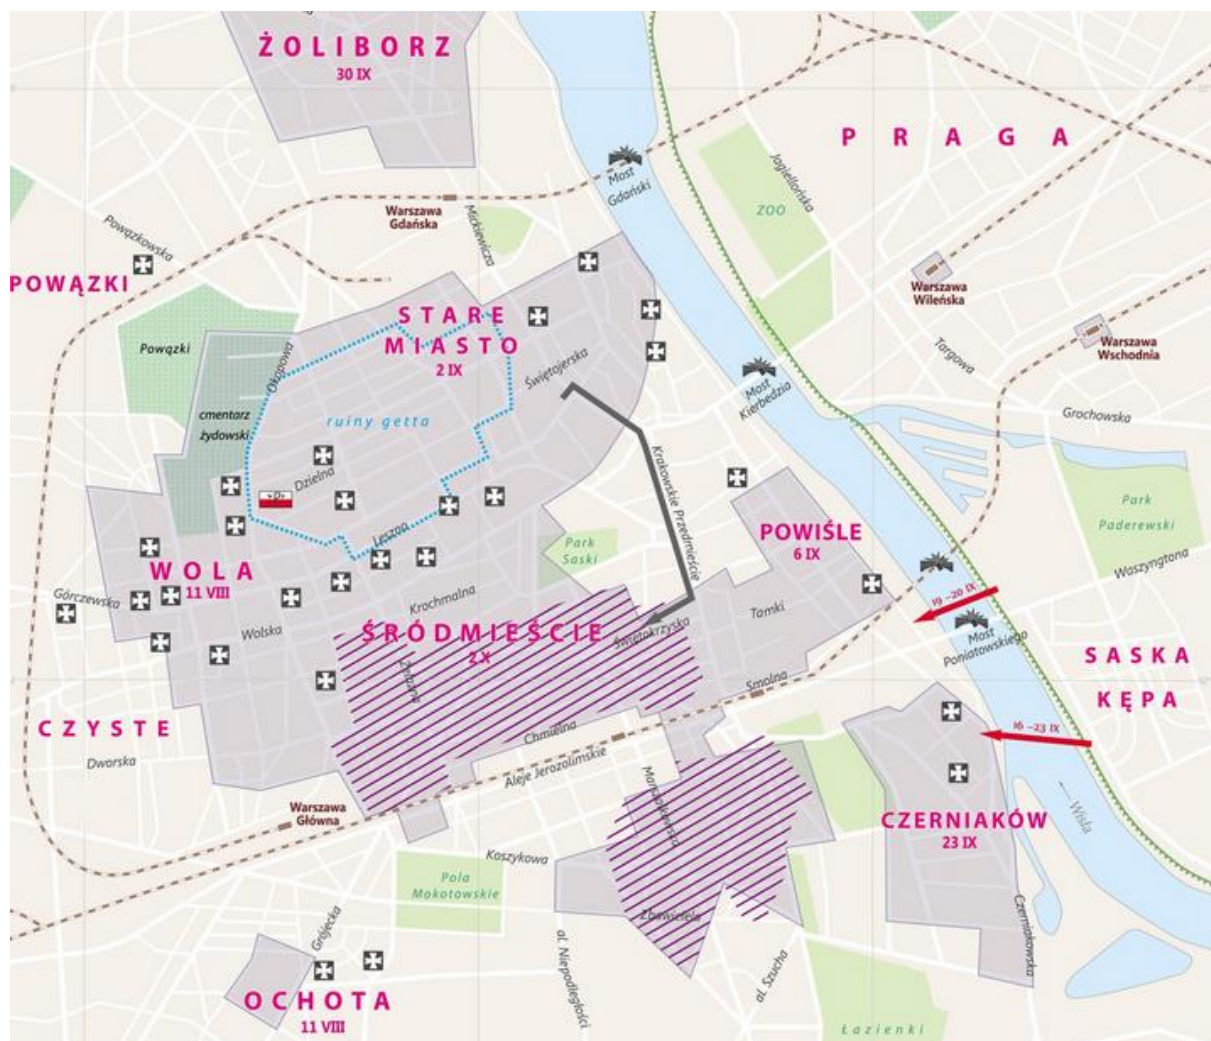 ŻOLIBORZ
30 IX
PRAGA
Most
Gdański
Jagiellońska
ZOO
Warszawa
Gdańska
Mickiewicza
Powązkowska
POWĄZKI
Warszawa
Wileńska
STARE
MIASTO
2 IX
Warszawa
Wschodnia
Powązki
Okopowa
Świętojerska
Targowa
Most
Kierbedzia
cmentarz
żydowski
ruiny getta
Grochowska
Krakowskie Przedmieście
Dzielna
Park
Paderewski
Leszno
Park
Saski
POWIŚLE
6 IX
Waszyngtona
WOLA
11 VIII
Górczewska
Krochmalna
19 –20 IX
Tamki
Wolska
ŚRÓDMIEŚCIE
2 X
Świętokrzyska
Most
Poniatowskiego
SASKA
KĘPA
Żelazna
Smolna
CZYSTE
Chmielna
16 –23 IX
Dworska
Aleje Jerozolimskie
Marszałkowska
Warszawa
Główna
Wisła
CZERNIAKÓW
23 IX
Koszykowa
Pola
Mokotowskie
Zbawiciela
Grójecka
Czerniakowska
al. Niepodległości
al. Szucha
OCHOTA
11 VIII
Łazienki